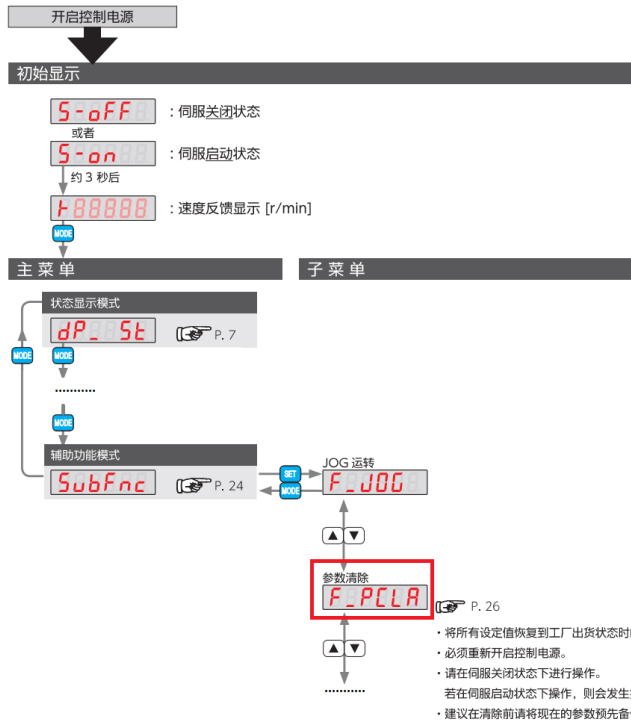 开启控制电源
初始显示
S-oFF :伺服关闭状态
或者
S-on :伺服启动状态
约 3 秒后
:速度反馈显示 [r/min]
MODE
主 菜 单
子 菜 单
状态显示模式
dP_ St P. 7
MODE
MODE
...........
MODE
辅助功能模式
SubFnc P. 24
SET
MODE
JOG 运转
F_JOG
▲ ▼
参数清除
F_PCLA P. 26
・将所有设定值恢复到工厂出货状态时
・必须重新开启控制电源。
▲ ▼
・请在伺服关闭状态下进行操作。
若在伺服启动状态下操作，则会发生
...........
・建议在清除前请将现在的参数预先备